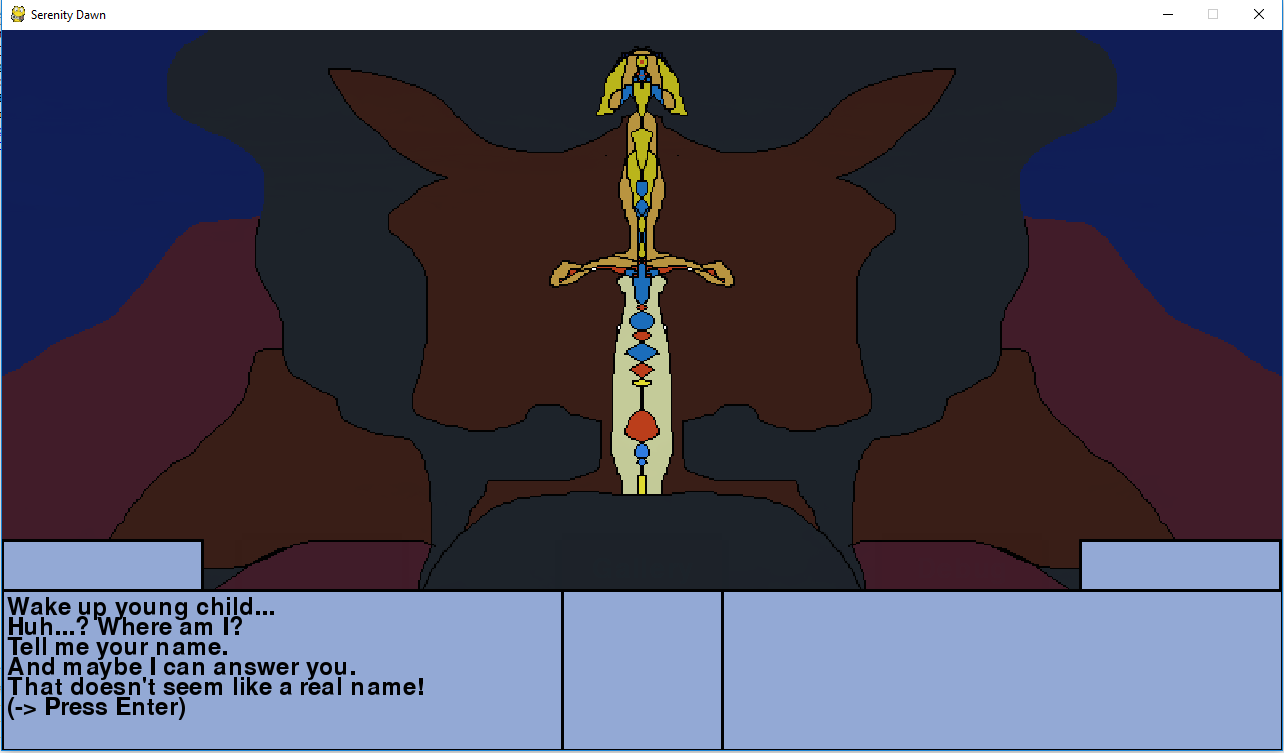 Serenity Dawn
Wake up young child...
Huh...? Where am I?
Tell me your name.
And maybe I can answer you.
That doesn't seem like a real name!
(-> Press Enter)